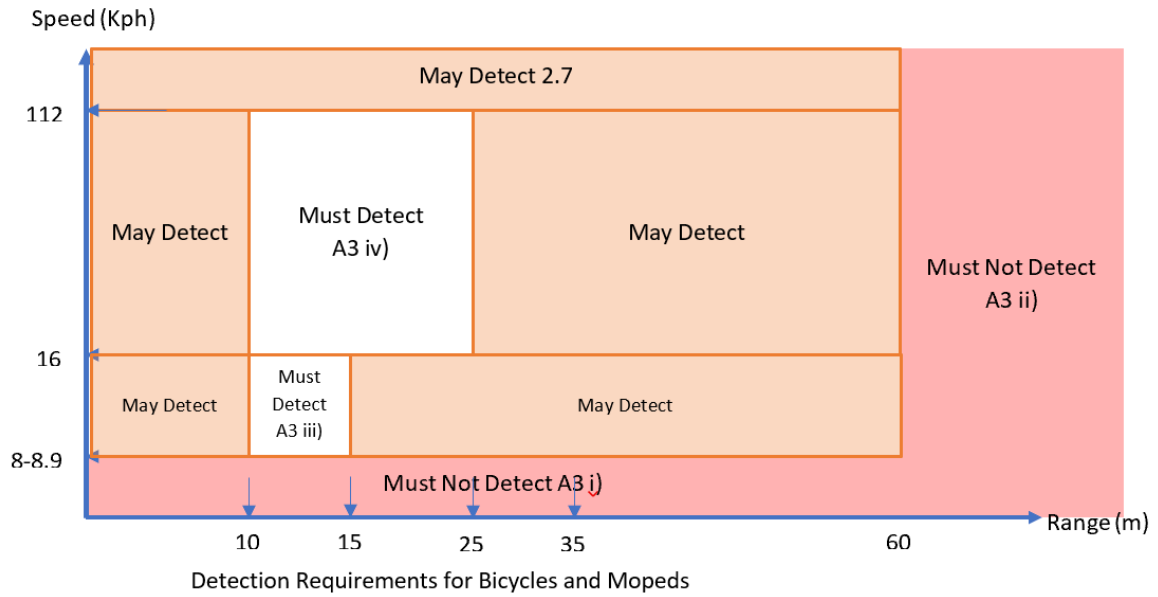 Speed (Kph)
May Detect 2.7
112
May Detect
Must Detect
A3 iv)
May Detect
Must Not Detect
A3 ii)
16
May Detect
Must
Detect
A3 iii)
May Detect
8-8.9
Must Not Detect A3 i)
Range (m)
10
15
25
35
60
Detection Requirements for Bicycles and Mopeds